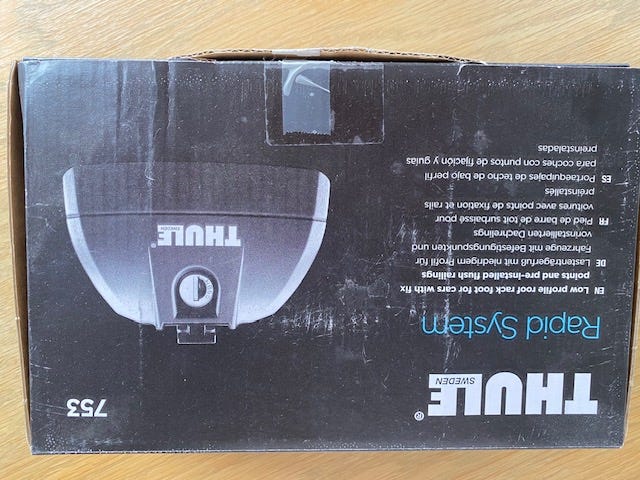 THULE®
SWEDEN
753
Rapid System
EN Low profile roof rack foot for cars with fix
points and pre-installed flush railings
DE Lastenträgerfuß mit niedrigem Profil für
Fahrzeuge mit Befestigungspunkten und
vorinstallierten Dachrelings
FR Pied de barre de toit surbaissé pour
voitures avec points de fixation et rails
préinstallés
ES Portaequipajes de techo de bajo perfil
para coches con puntos de fijación y guías
preinstaladas
THULE
SWEDEN